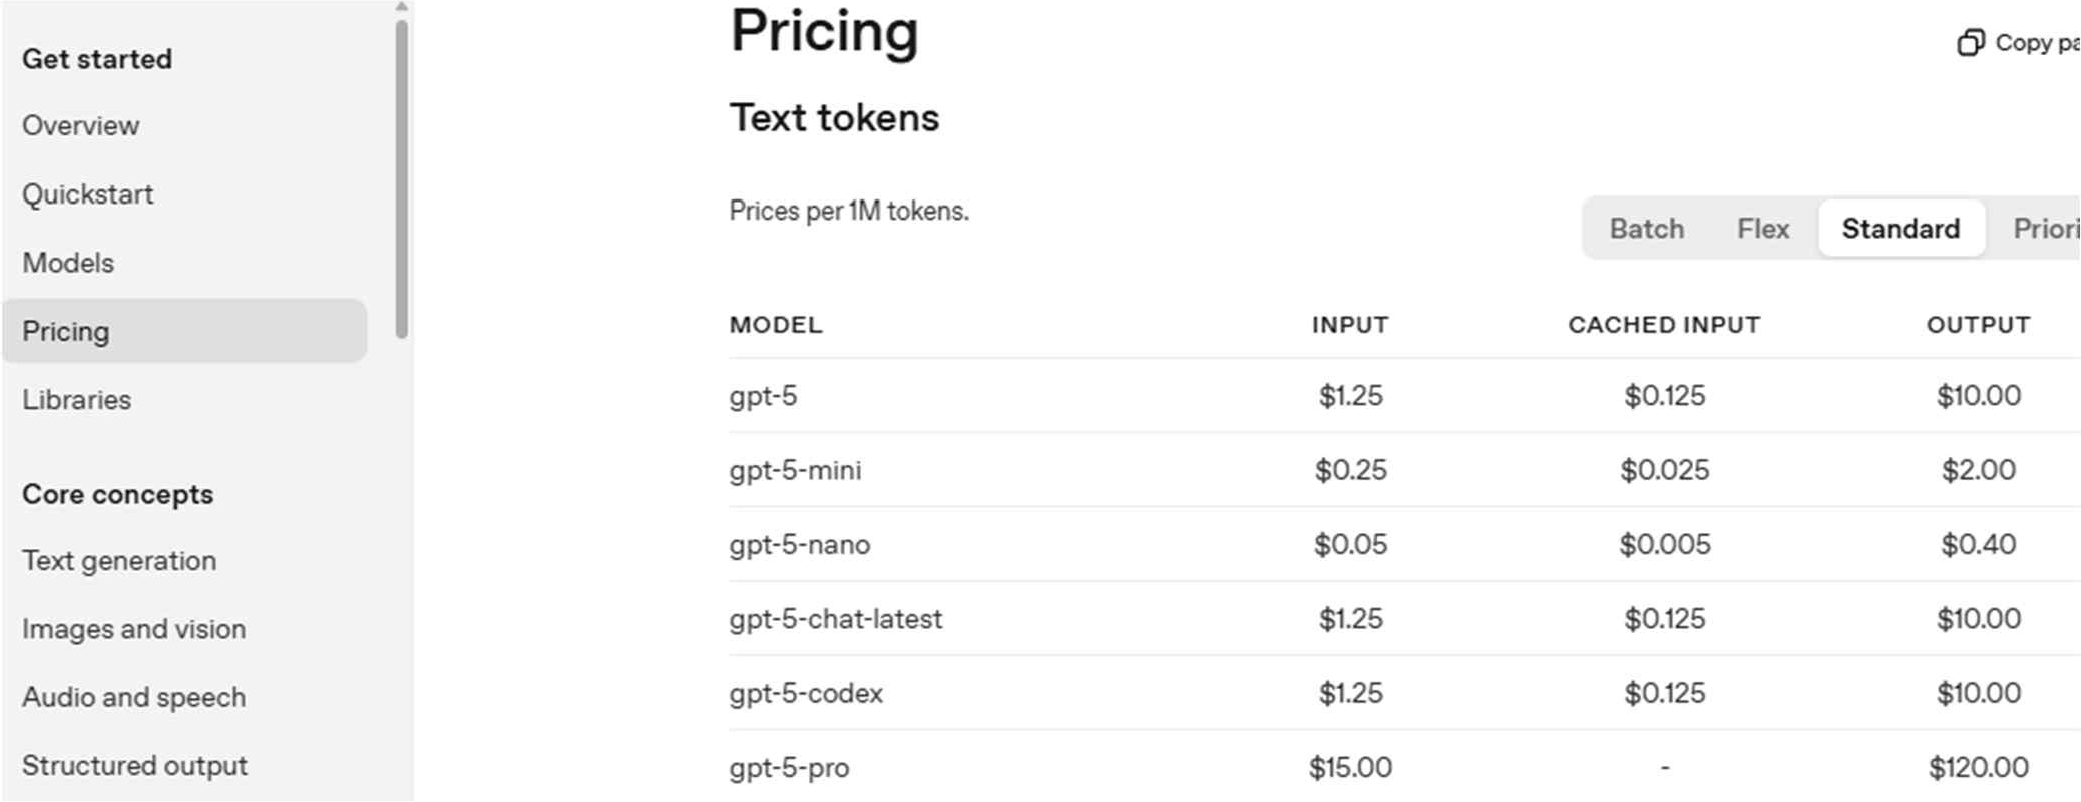 Get started
Overview
Quickstart
Models
Pricing
Libraries
Core concepts
Text generation
Images and vision
Audio and speech
Structured output
Pricing
Copy pa
Text tokens
Prices per 1M tokens.
Batch Flex Standard Priori
MODEL INPUT CACHED INPUT OUTPUT
gpt-5 $1.25 $0.125 $10.00
gpt-5-mini $0.25 $0.025 $2.00
gpt-5-nano $0.05 $0.005 $0.40
gpt-5-chat-latest $1.25 $0.125 $10.00
gpt-5-codex $1.25 $0.125 $10.00
gpt-5-pro $15.00 - $120.00